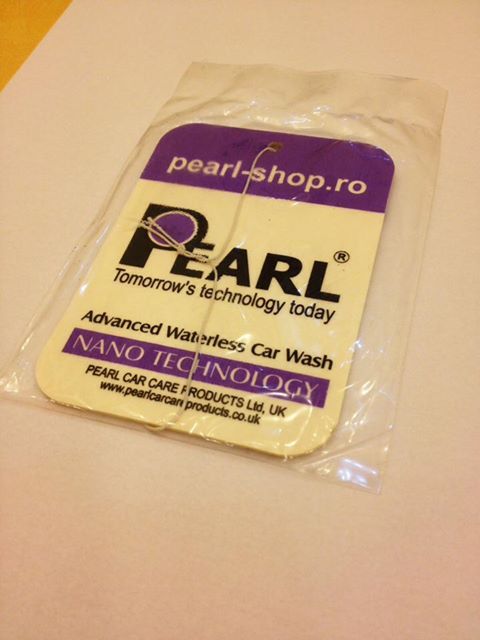 pearl-shop.ro
PEARL®
Tomorrow's technology today
Advanced Waterless Car Wash
NANO TECHNOLOGY
PEARL CAR CARE PRODUCTS Ltd, UK
www.pearlcarcareproducts.co.uk